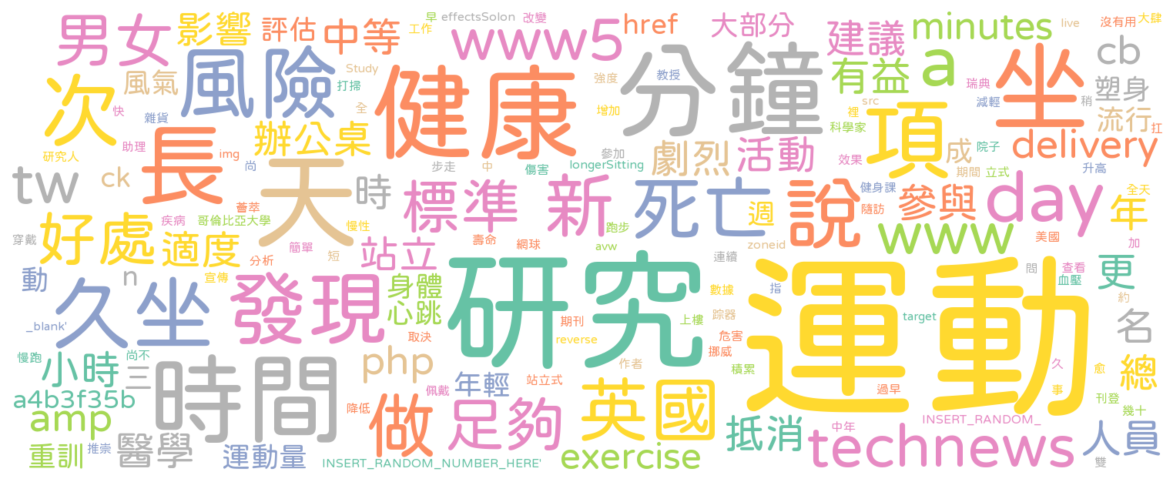 男女 影響 評估 中等 早 effectsSolon 改變 工作 www5 href 大部分 建議 minutes live 沒有用 大肆
風氣 風險 打掃 Study 健康 強度 分鐘 教授 有益 a 瑞典 坐 cb 塑身
次 快 雜貨 全 增加 科學家 裡 src 項 減輕 稍 流行 扛
研究人 助理 長 img 辦公桌 尚 步走 中 傷害 參加 longerSitting 劇烈 活動 效果 成 院子 期間 立式 delivery 升高
tw ck 薈萃 天 時 標準 新 死亡 週 說 健身課 隨訪 參與 day 全天 年
穿戴 好處 疾病 哥倫比亞大學 適度 分析 簡單 慢性 短 站立 壽命 網球 跑步 avw 連續 zoneid www 美國 加
動 n 宣傳 久坐 發現 身體 心跳 研究 數據 踪器 指 運動 閻 查看 血壓 更
_blank' 取決 期刊 上樓 危害 target 約 名
慢跑 尚不 小時 三 時間 php 佩戴 年輕 站立式 reverse 作者 挪威 積累 過早 久 愈 總
a4b3f35b amp 降低 做 足夠 英國 抵消 中年 INSERT_RANDOM_ 事 刊登 幾十
重訓 推崇 醫學 運動量 INSERT_RANDOM_NUMBER_HERE' exercise technews 人員 雙